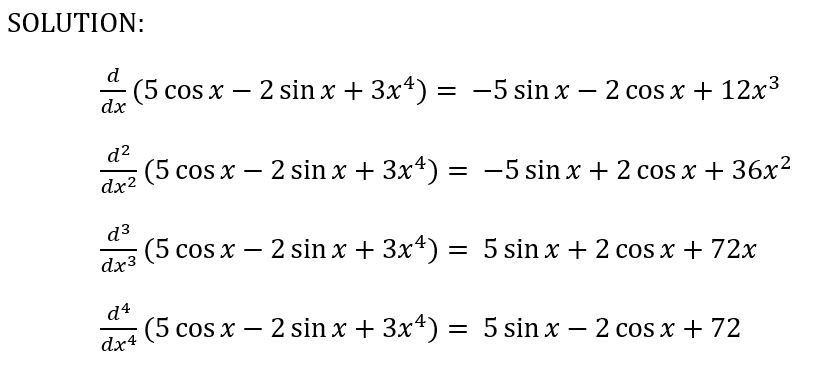 SOLUTION:
d/dx (5 cos x − 2 sin x + 3x⁴) = −5 sin x − 2 cos x + 12x³
d²/dx² (5 cos x − 2 sin x + 3x⁴) = −5 sin x + 2 cos x + 36x²
d³/dx³ (5 cos x − 2 sin x + 3x⁴) = 5 sin x + 2 cos x + 72x
d⁴/dx⁴ (5 cos x − 2 sin x + 3x⁴) = 5 sin x − 2 cos x + 72